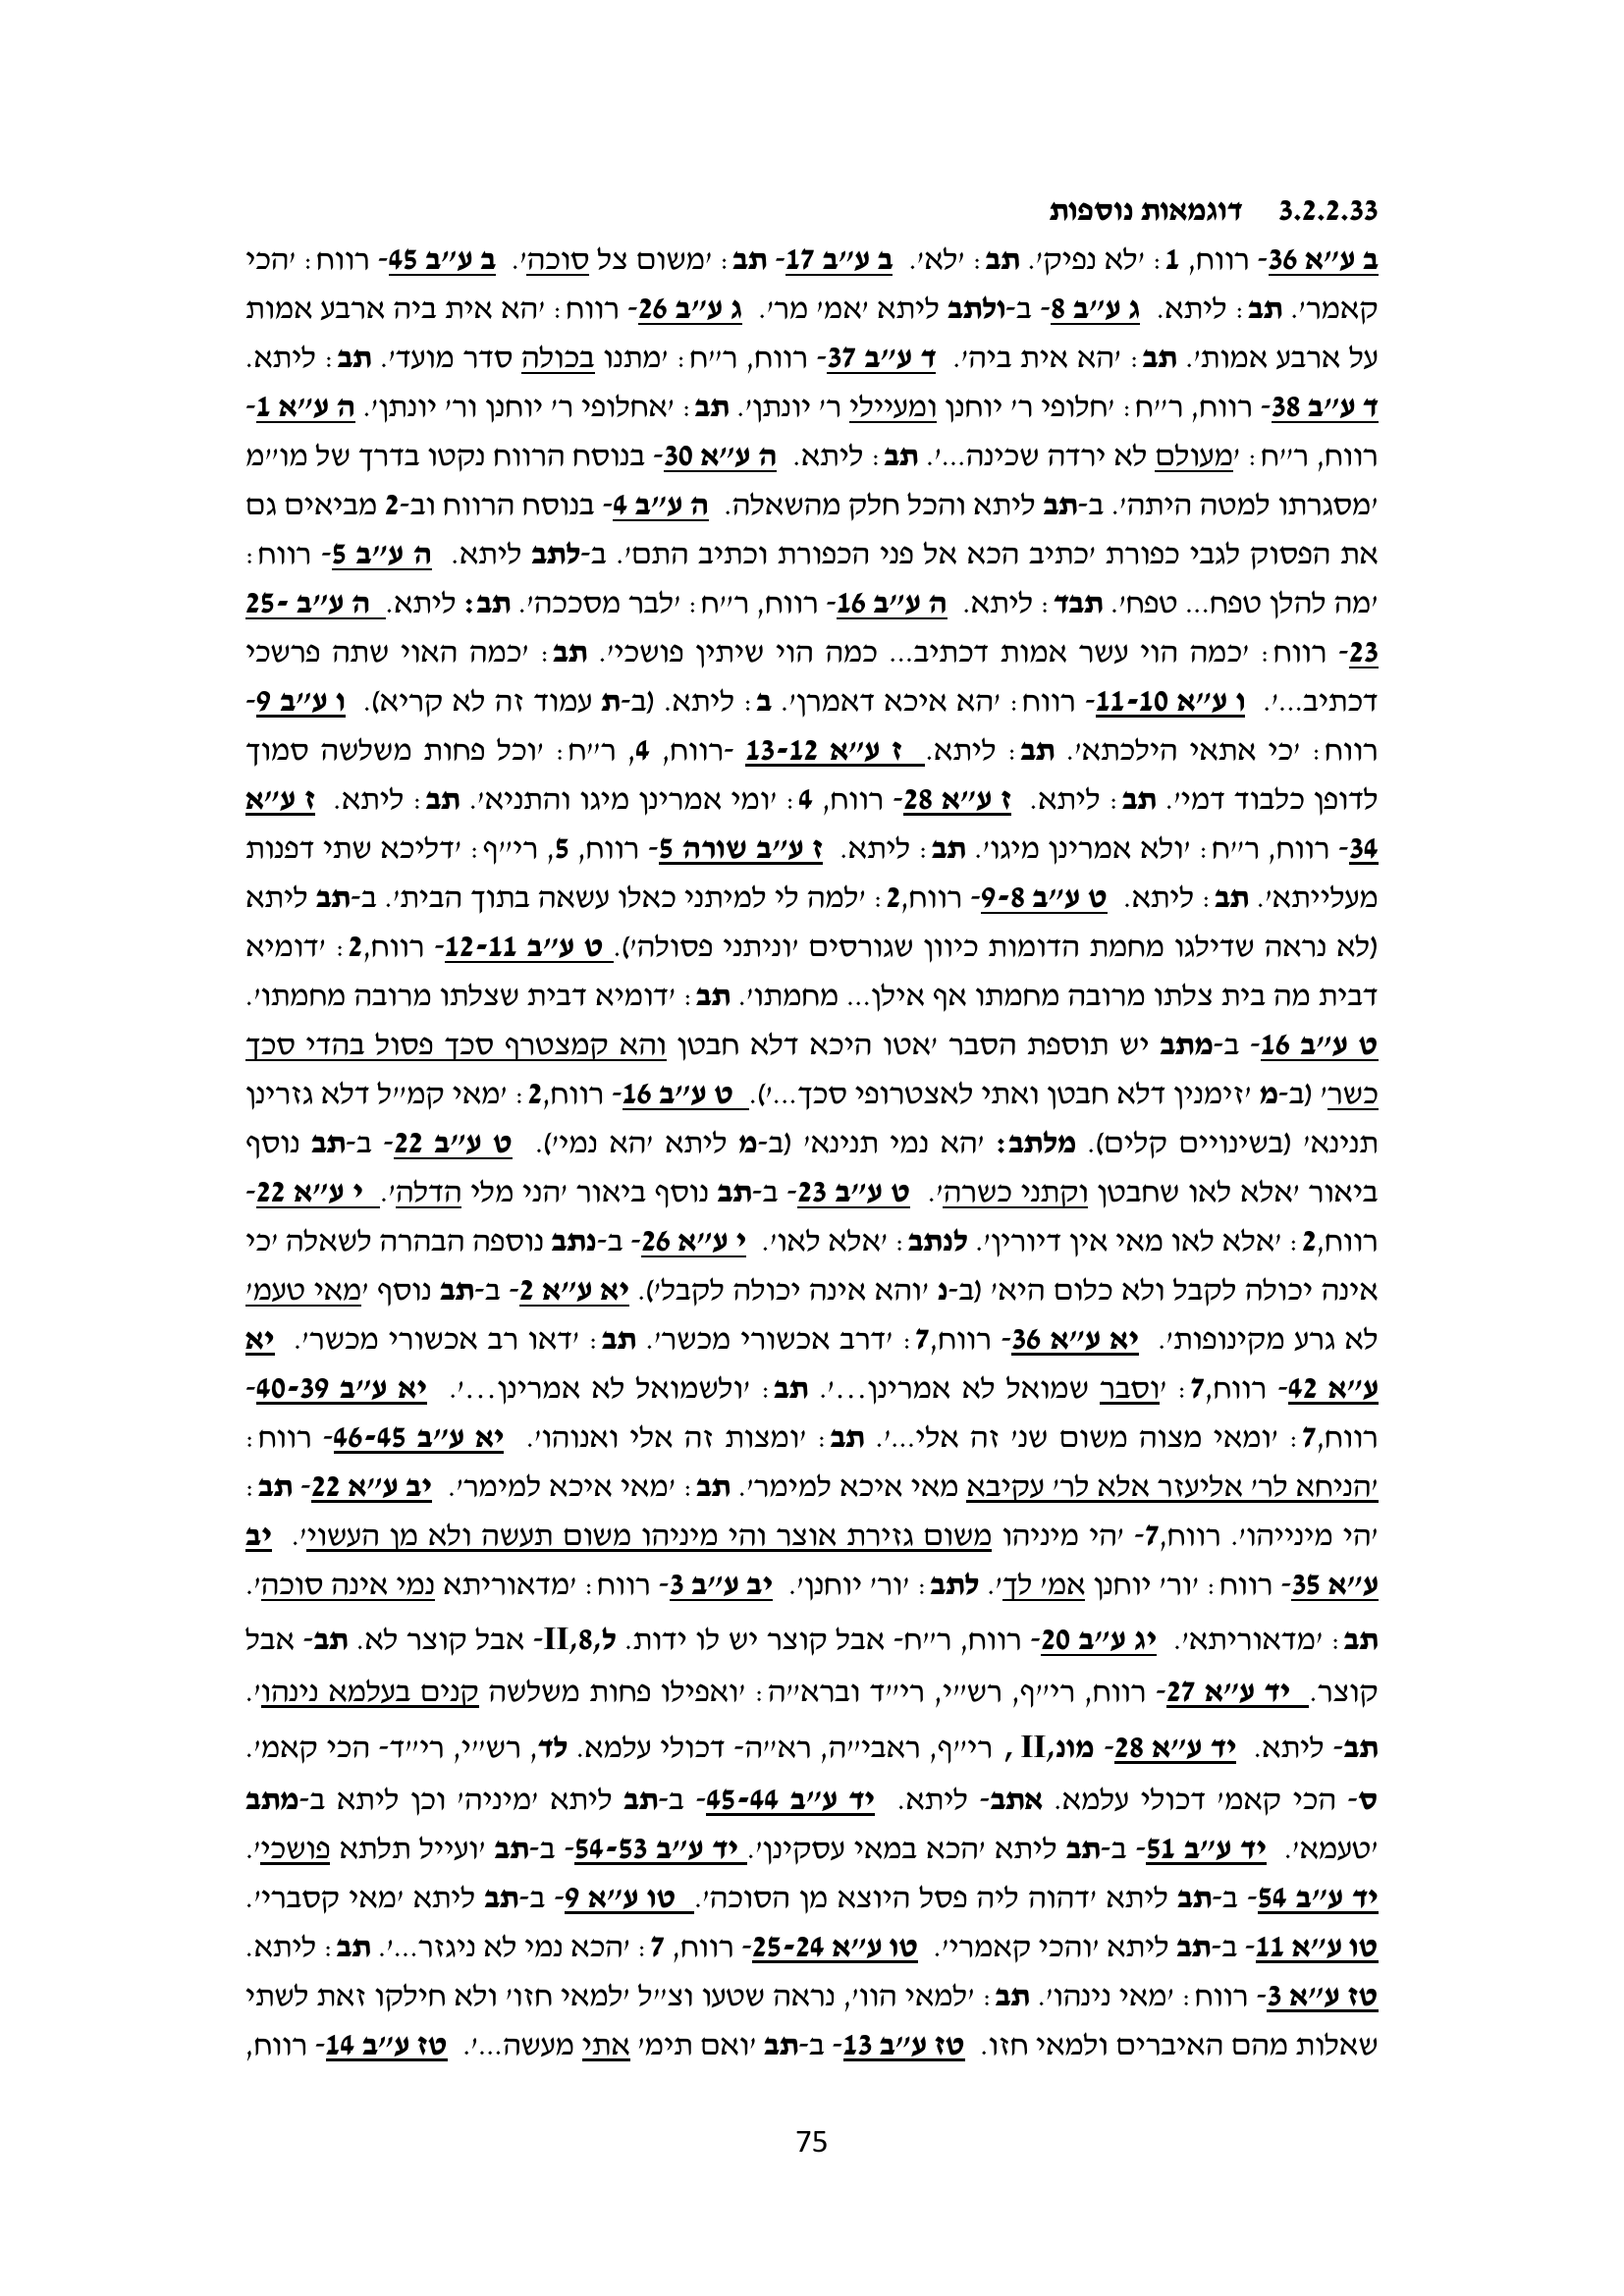 3.2.2.33 דוגמאות נוספות
ב ע״א 36- רווח, 1: ׳לא נפיק׳. תב: ׳לא׳. ב ע״ב 17- תב: ׳משום צל סוכה׳. ב ע״ב 45- רווח: ׳הכי
קאמר׳. תב: ליתא. ג ע״ב 8- ב-ולתב ליתא ׳אמ׳ מר׳. ג ע״ב 26- רווח: ׳הא אית ביה ארבע אמות
על ארבע אמות׳. תב: ׳הא אית ביה׳. ד ע״ב 37- רווח, ר״ח: ׳מתנו בכולה סדר מועד׳. תב: ליתא.
ד ע״ב 38- רווח, ר״ח: ׳חלופי ר׳ יוחנן ומעיילי ר׳ יונתן׳. תב: ׳אחלופי ר׳ יוחנן ור׳ יונתן׳. ה ע״א 1-
רווח, ר״ח: ׳מעולם לא ירדה שכינה...׳. תב: ליתא. ה ע״א 30- בנוסח הרווח נקטו בדרך של מו״מ
׳מסגרתו למטה היתה׳. ב-תב ליתא והכל חלק מהשאלה. ה ע״ב 4- בנוסח הרווח וב-2 מביאים גם
את הפסוק לגבי כפורת ׳כתיב הכא אל פני הכפורת וכתיב התם׳. ב-לתב ליתא. ה ע״ב 5- רווח:
׳מה להלן טפח... טפח׳. תבד: ליתא. ה ע״ב 16- רווח, ר״ח: ׳לבר מסככה׳. תב: ליתא. ה ע״ב 25-
23- רווח: ׳כמה הוי עשר אמות דכתיב... כמה הוי שיתין פושכי׳. תב: ׳כמה האוי שתה פרשכי
דכתיב...׳. ו ע״א 11-10- רווח: ׳הא איכא דאמרן׳. ב: ליתא. (ב-ת עמוד זה לא קריא). ו ע״ב 9-
רווח: ׳כי אתאי הילכתא׳. תב: ליתא. ז ע״א 13-12 -רווח, 4, ר״ח: ׳וכל פחות משלשה סמוך
לדופן כלבוד דמי׳. תב: ליתא. ז ע״א 28- רווח, 4: ׳ומי אמרינן מיגו והתניא׳. תב: ליתא. ז ע״א
34- רווח, ר״ח: ׳ולא אמרינן מיגו׳. תב: ליתא. ז ע״ב שורה 5- רווח, 5, רי״ף: ׳דליכא שתי דפנות
מעלייתא׳. תב: ליתא. ט ע״ב 9-8- רווח,2: ׳למה לי למיתני כאלו עשאה בתוך הבית׳. ב-תב ליתא
(לא נראה שדילגו מחמת הדומות כיוון שגורסים ׳וניתני פסולה׳). ט ע״ב 12-11- רווח,2: ׳דומיא
דבית מה בית צלתו מרובה מחמתו אף אילן... מחמתו׳. תב: ׳דומיא דבית שצלתו מרובה מחמתו׳.
ט ע״ב 16- ב-מתב יש תוספת הסבר ׳אטו היכא דלא חבטן והא קמצטרף סכך פסול בהדי סכך
כשר׳ (ב-מ ׳זימנין דלא חבטן ואתי לאצטרופי סכך...׳). ט ע״ב 16- רווח,2: ׳מאי קמ״ל דלא גזרינן
תנינא׳ (בשינויים קלים). מלתב: ׳הא נמי תנינא׳ (ב-מ ליתא ׳הא נמי׳). ט ע״ב 22- ב-תב נוסף
ביאור ׳אלא לאו שחבטן וקתני כשרה׳. ט ע״ב 23- ב-תב נוסף ביאור ׳הני מלי הדלה׳. י ע״א 22-
רווח,2: ׳אלא לאו מאי אין דיורין׳. לנתב: ׳אלא לאו׳. י ע״א 26- ב-נתב נוספה הבהרה לשאלה ׳כי
אינה יכולה לקבל ולא כלום היא׳ (ב-נ ׳והא אינה יכולה לקבל׳). יא ע״א 2- ב-תב נוסף ׳מאי טעמ׳
לא גרע מקינופות׳. יא ע״א 36- רווח,7: ׳דרב אכשורי מכשר׳. תב: ׳דאו רב אכשורי מכשר׳. יא
ע״א 42- רווח,7: ׳וסבר שמואל לא אמרינן...׳. תב: ׳ולשמואל לא אמרינן...׳. יא ע״ב 40-39-
רווח,7: ׳ומאי מצוה משום שנ׳ זה אלי...׳. תב: ׳ומצות זה אלי ואנוהו׳. יא ע״ב 46-45- רווח:
׳הניחא לר׳ אליעזר אלא לר׳ עקיבא מאי איכא למימר׳. תב: ׳מאי איכא למימר׳. יב ע״א 22- תב:
׳הי מינייהו׳. רווח,7- ׳הי מיניהו משום גזירת אוצר והי מיניהו משום תעשה ולא מן העשוי׳. יב
ע״א 35- רווח: ׳ור׳ יוחנן אמ׳ לך׳. לתב: ׳ור׳ יוחנן׳. יב ע״ב 3- רווח: ׳מדאוריתא נמי אינה סוכה׳.
תב: ׳מדאוריתא׳. יג ע״ב 20- רווח, ר״ח- אבל קוצר יש לו ידות. ל,8,II- אבל קוצר לא. תב- אבל
קוצר. יד ע״א 27- רווח, רי״ף, רש״י, רי״ד ובראי״ה: ׳ואפילו פחות משלשה קנים בעלמא נינהו׳.
תב- ליתא. יד ע״א 28- מונ,II , רי״ף, ראבי״ה, רא״ה- דכולי עלמא. לד, רש״י, רי״ד- הכי קאמ׳.
ס- הכי קאמ׳ דכולי עלמא. אתב- ליתא. יד ע״ב 45-44- ב-תב ליתא ׳מיניה׳ וכן ליתא ב-מתב
׳טעמא׳. יד ע״ב 51- ב-תב ליתא ׳הכא במאי עסקינן׳. יד ע״ב 54-53- ב-תב ׳ועייל תלתא פושכי׳.
יד ע״ב 54- ב-תב ליתא ׳דהוה ליה פסל היוצא מן הסוכה׳. טו ע״א 9- ב-תב ליתא ׳מאי קסברי׳.
טו ע״א 11- ב-תב ליתא ׳והכי קאמרי׳. טו ע״א 25-24- רווח, 7: ׳הכא נמי לא ניגזר...׳. תב: ליתא.
טז ע״א 3- רווח: ׳מאי נינהו׳. תב: ׳למאי הוו׳, נראה שטעו וצ״ל ׳למאי חזו׳ ולא חילקו זאת לשתי
שאלות מהם האיברים ולמאי חזו. טז ע״ב 13- ב-תב ׳ואם תימ׳ אתי מעשה...׳. טז ע״ב 14- רווח,
75